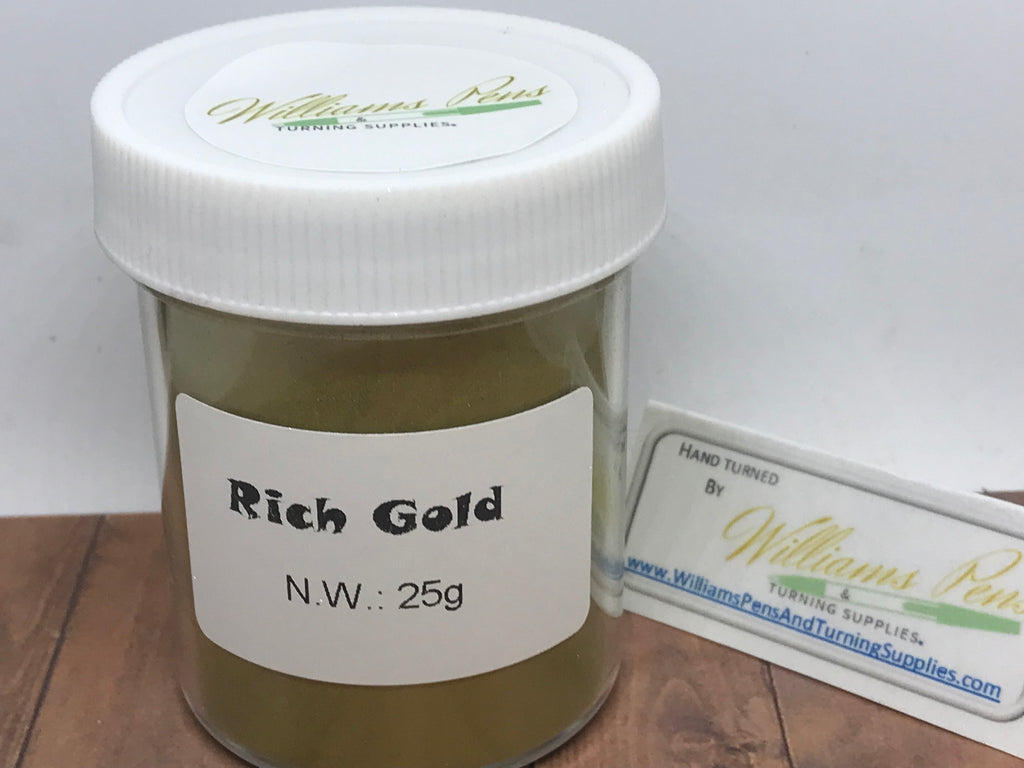 Williams Pens
&
TURNING SUPPLIES.
Rich Gold
N.W.: 25g
HAND TURNED
BY
Williams Pens
&
TURNING SUPPLIES.
www.WilliamsPensAndTurningSupplies.com